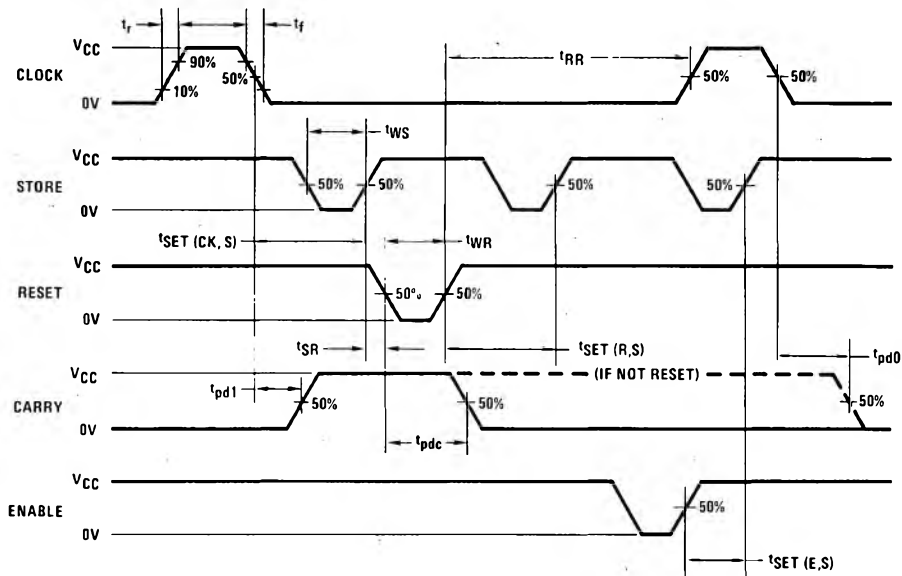 tr tf
VCC
CLOCK
0V
90%
10%
50%
tRR
50%
50%
tWS
VCC
STORE
0V
50%
50%
50%
50%
tSET (CK, S)
tWR
VCC
RESET
0V
50%
50%
tSR
tSET (R,S)
tpd0
VCC
CARRY
0V
tpd1
50%
50%
(IF NOT RESET)
50%
tpdc
VCC
ENABLE
0V
50%
tSET (E,S)